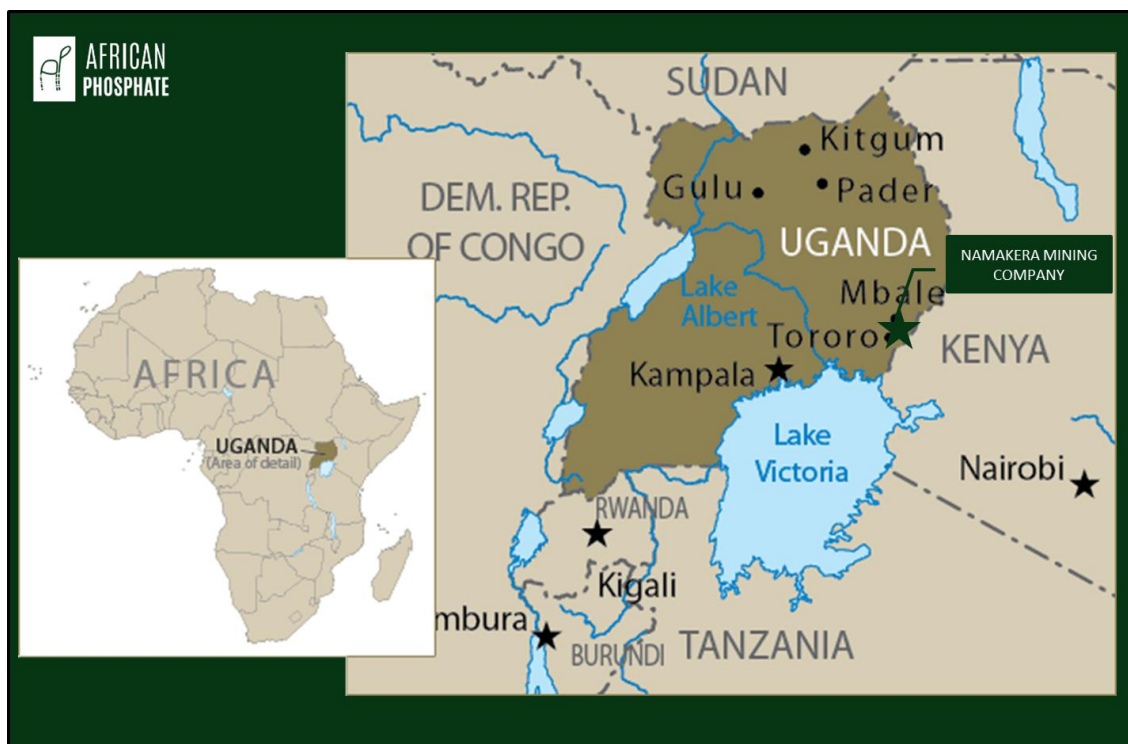 AFRICAN
PHOSPHATE
SUDAN
Kitgum
Gulu
Pader
DEM. REP.
OF CONGO
UGANDA
NAMAKERA MINING
COMPANY
Lake
Albert
Mbale
Tororo
KENYA
Kampala
Lake
Victoria
Nairobi
RWANDA
Kigali
mbura
BURUNDI
TANZANIA
AFRICA
UGANDA
(Area of detail)